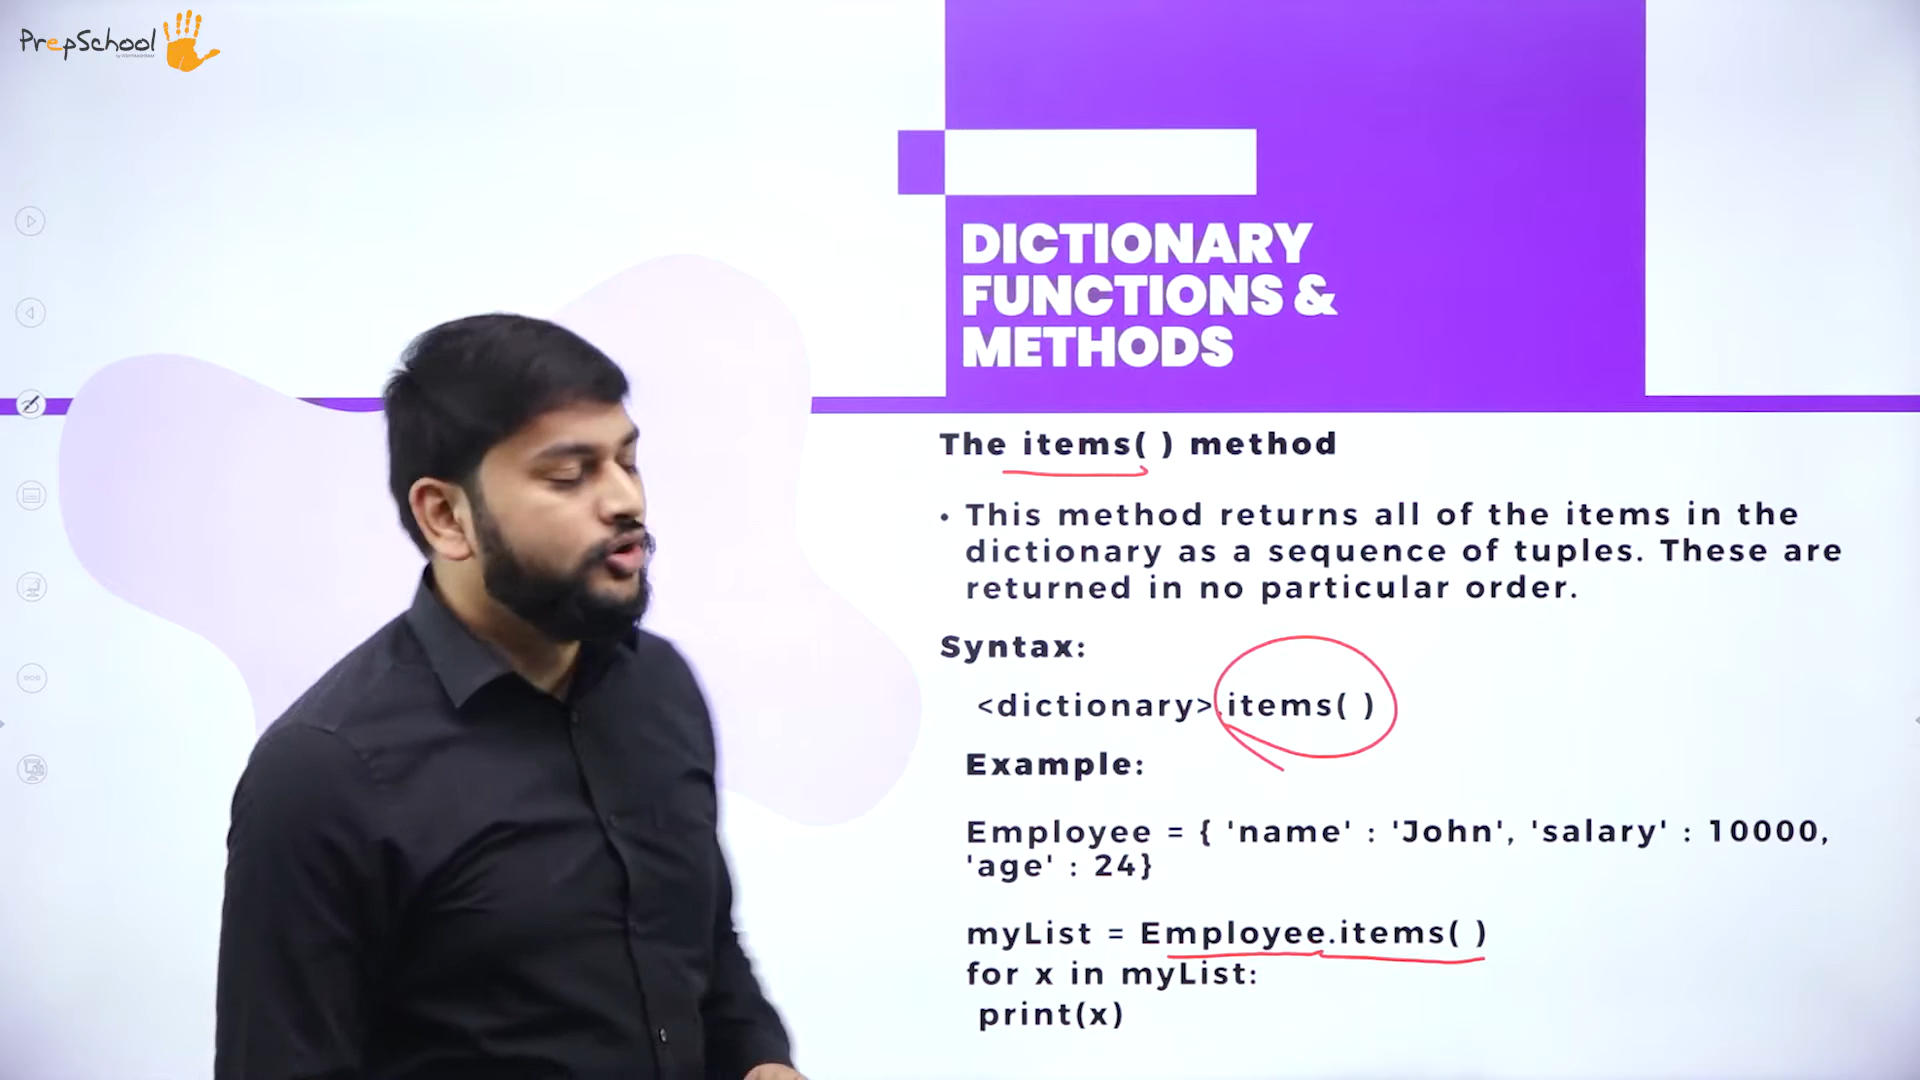 PrepSchool
DICTIONARY
FUNCTIONS &
METHODS
The items( ) method
• This method returns all of the items in the
dictionary as a sequence of tuples. These are
returned in no particular order.
Syntax:
<dictionary>.items( )
Example:
Employee = { 'name' : 'John', 'salary' : 10000,
'age' : 24}
myList = Employee.items( )
for x in myList:
print(x)